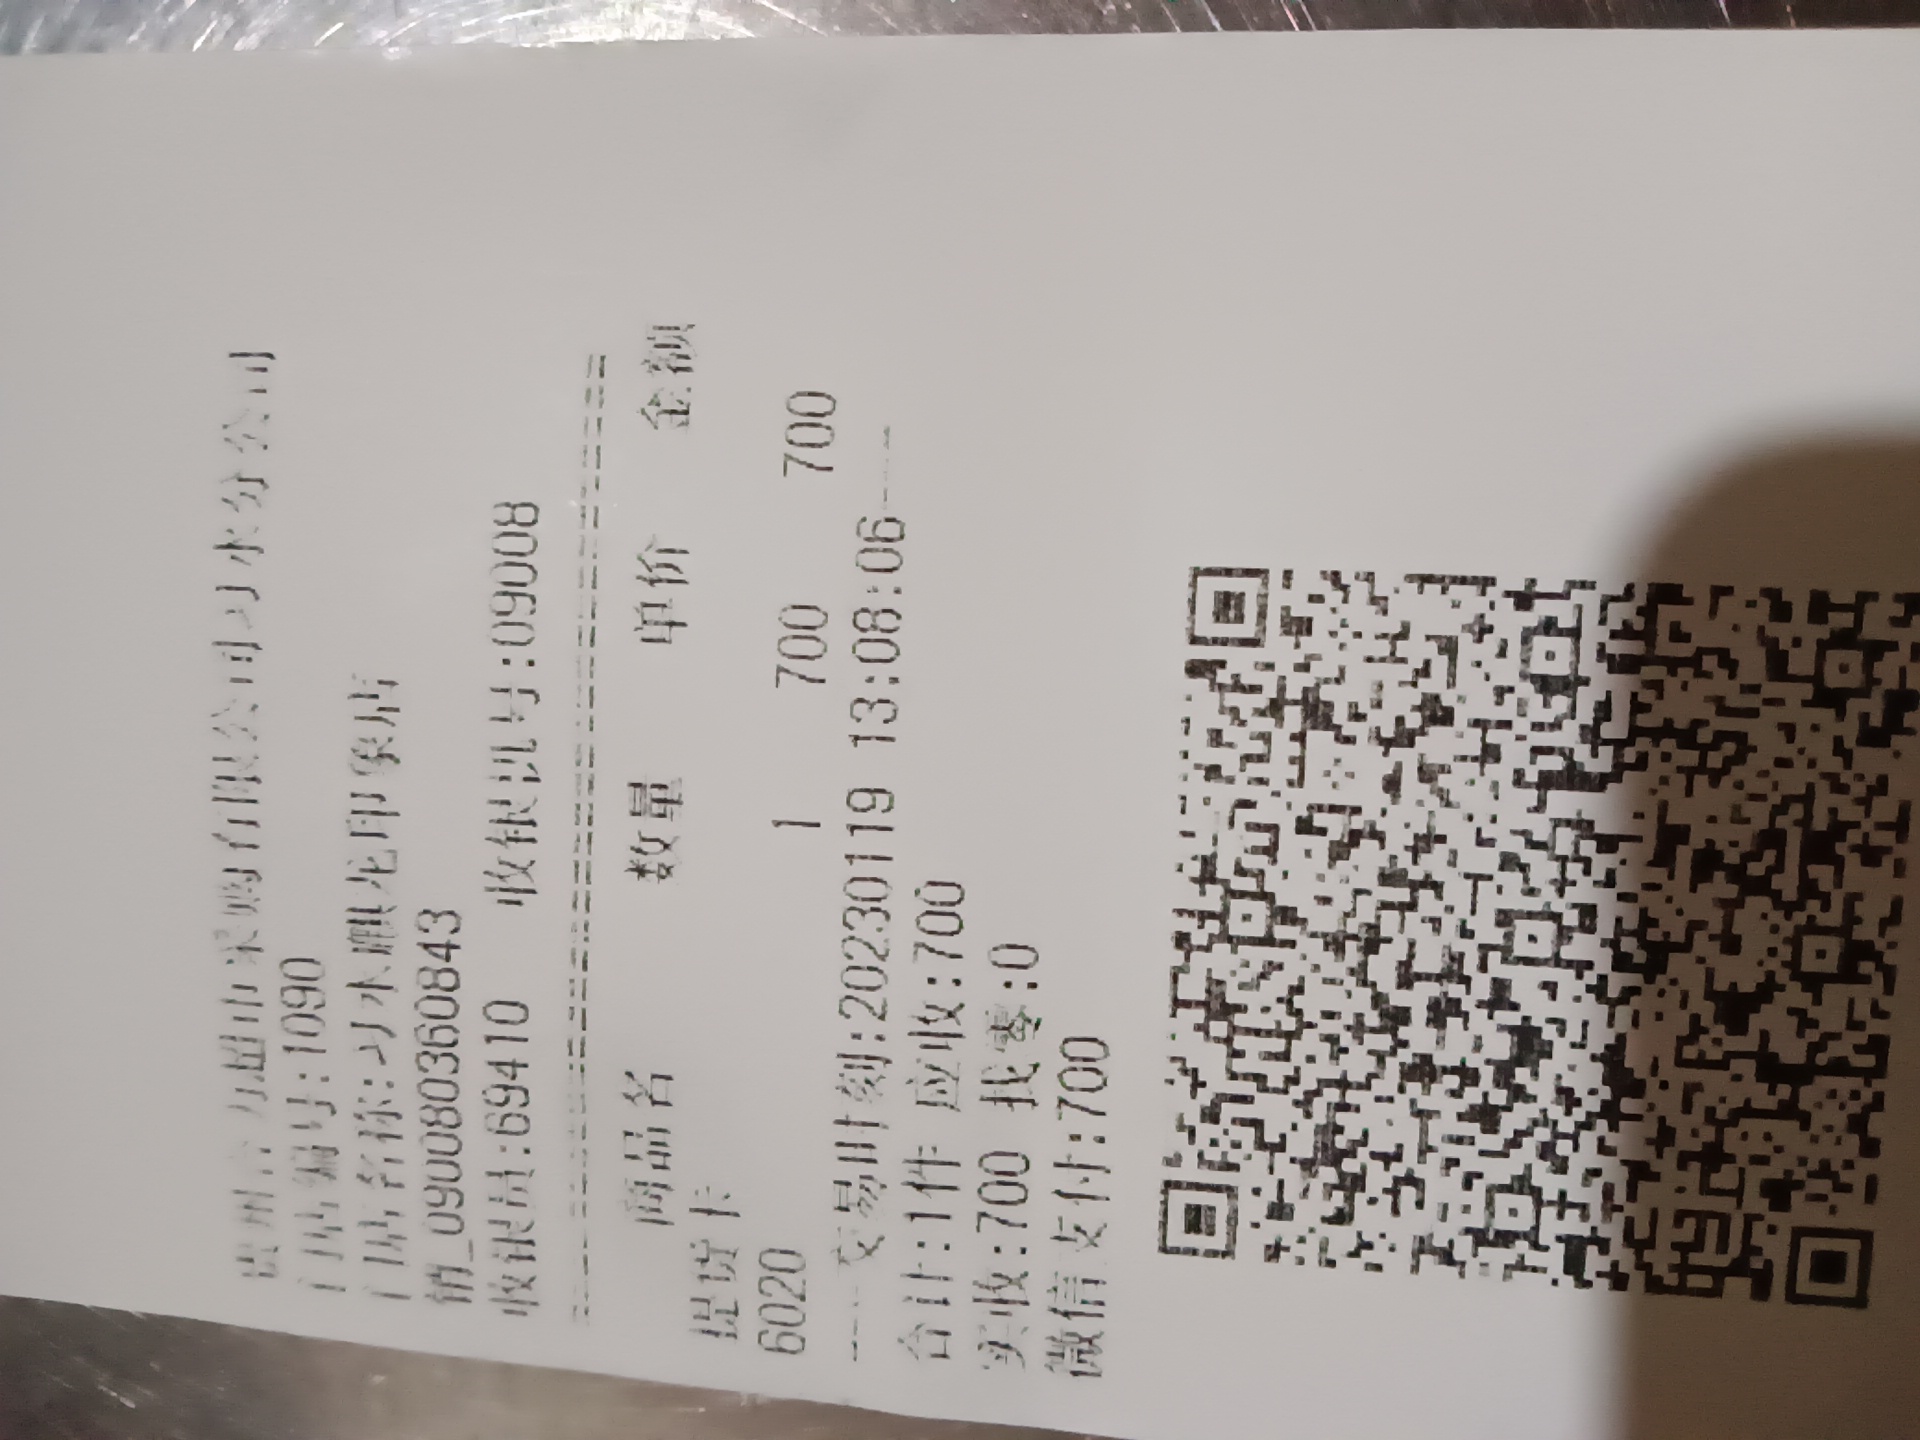 贵州合力超市采购有限公司习水分公司
门店编号:1090
门店名称:习水麒龙印象店
销_090080360843
收银员:69410 收银机号:09008
商品名 数量 单价 金额
提货卡
6020 1 700 700
----交易时刻:20230119 13:08:06----
合计:1件 应收:700
实收:700 找零:0
微信支付:700